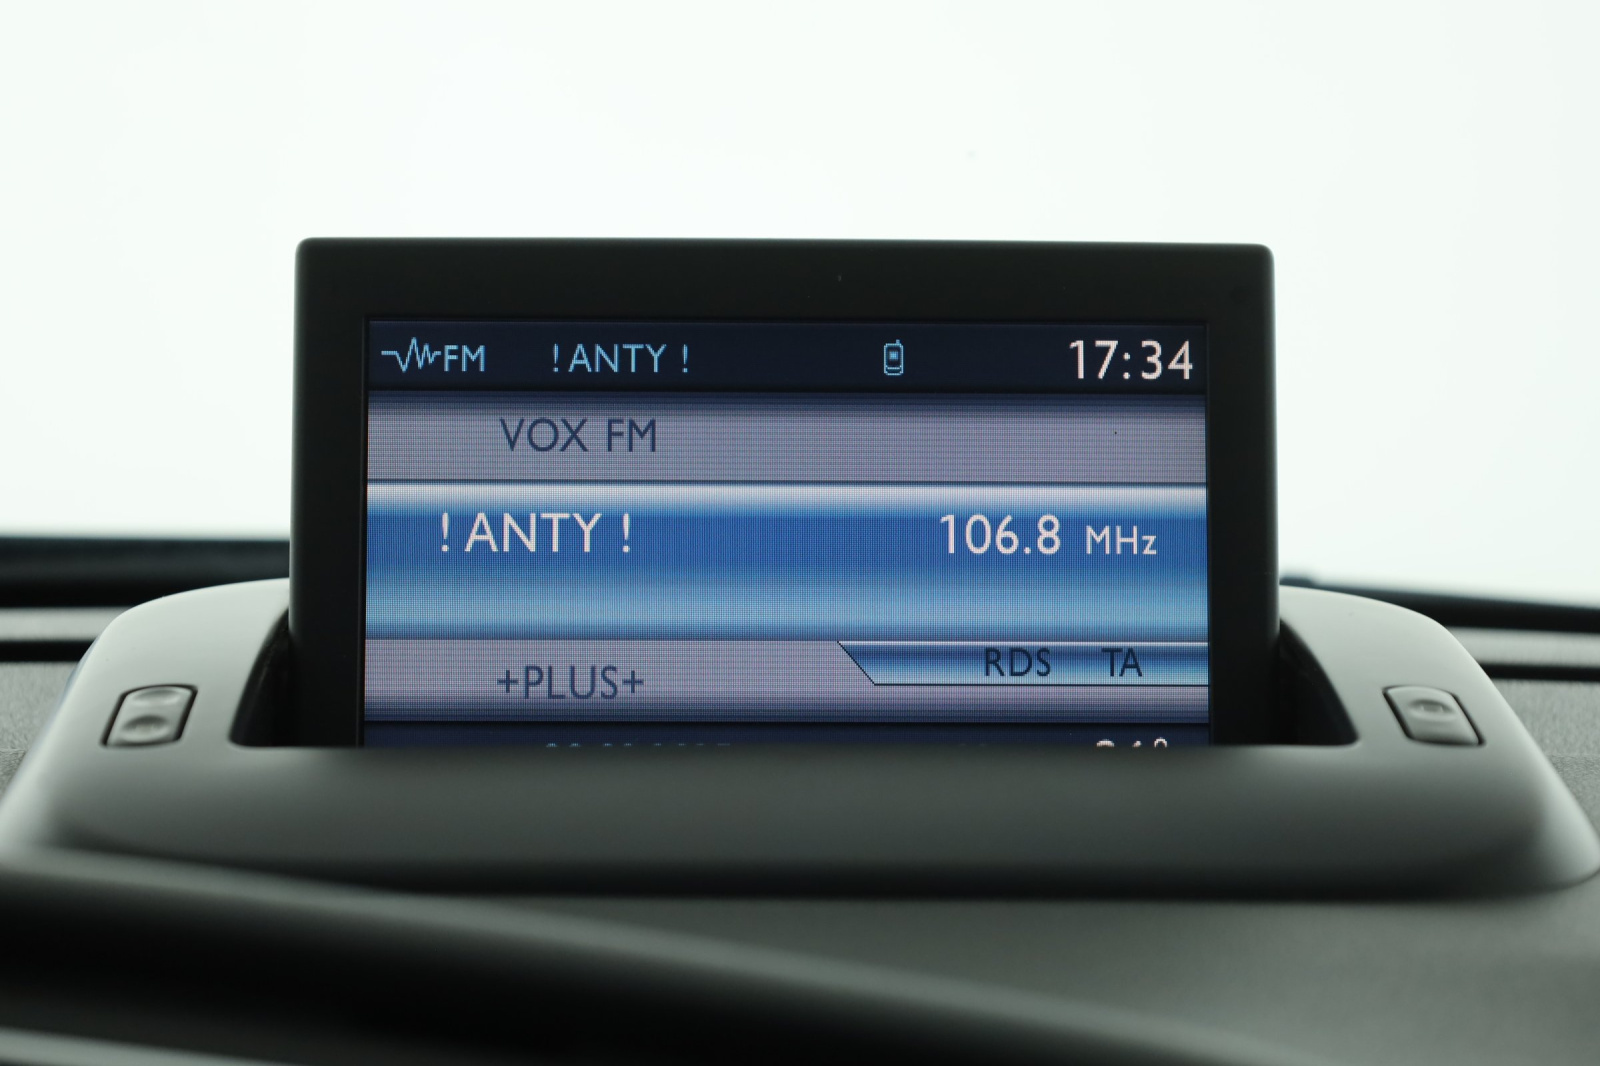 FM ! ANTY ! 17:34
VOX FM
! ANTY ! 106.8 MHz
RDS TA
+PLUS+